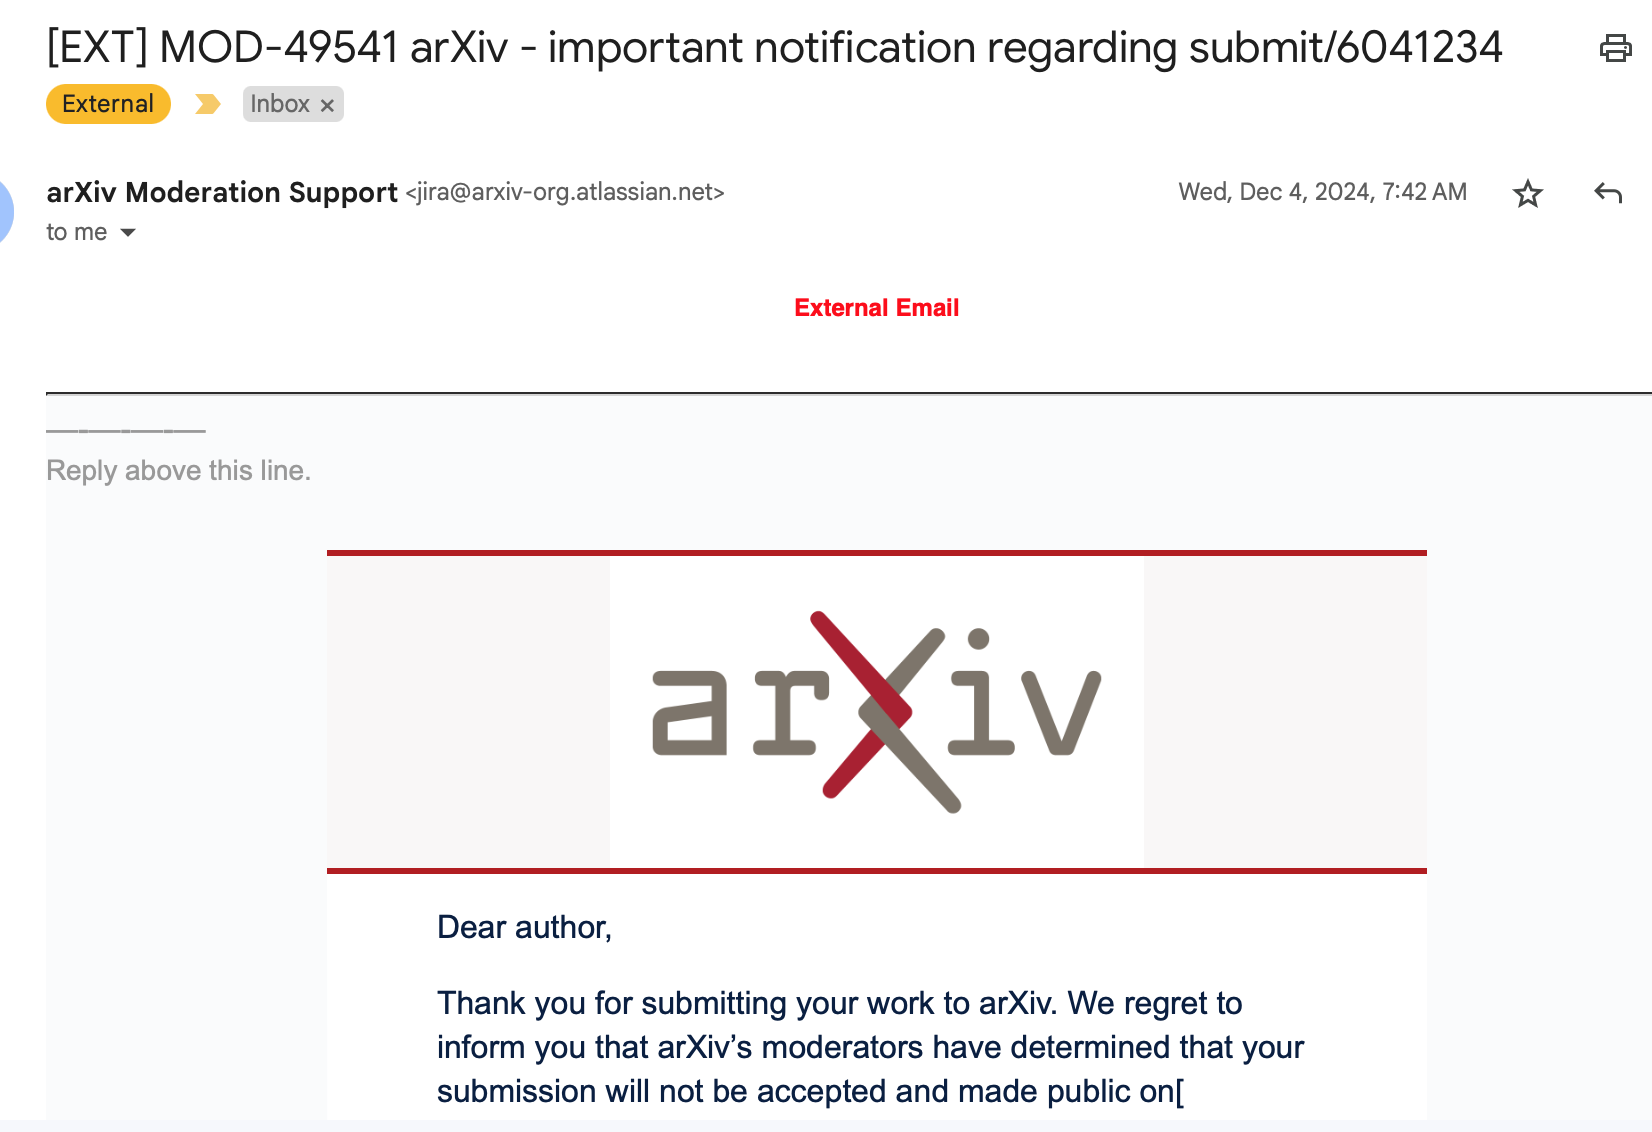 [EXT] MOD-49541 arXiv - important notification regarding submit/6041234
External Inbox ×
arXiv Moderation Support <jira@arxiv-org.atlassian.net> Wed, Dec 4, 2024, 7:42 AM
to me
External Email
—-—-—-—
Reply above this line.
arXiv
Dear author,
Thank you for submitting your work to arXiv. We regret to
inform you that arXiv’s moderators have determined that your
submission will not be accepted and made public on[